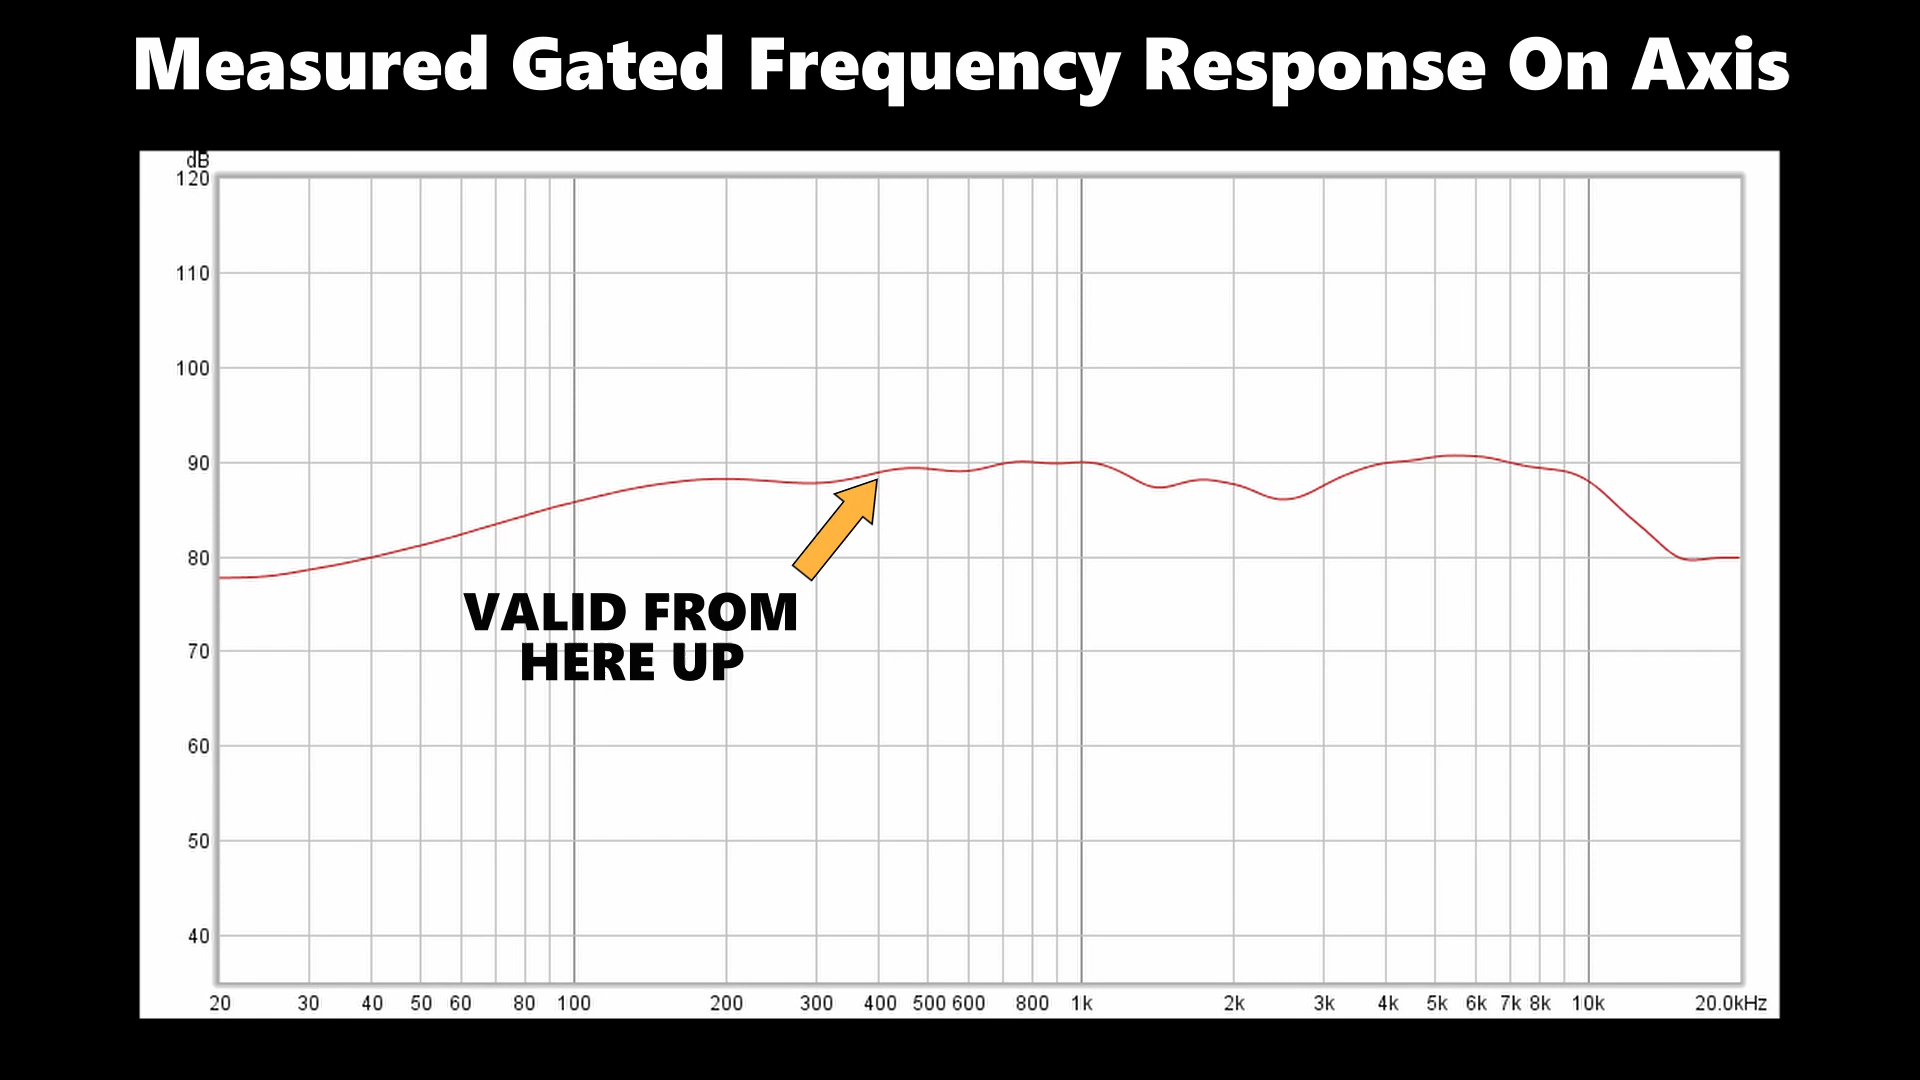 Measured Gated Frequency Response On Axis
dB
120
110
100
90
80
VALID FROM
HERE UP
70
60
50
40
20 30 40 50 60 80 100 200 300 400 500 600 800 1k 2k 3k 4k 5k 6k 7k 8k 10k 20.0kHz